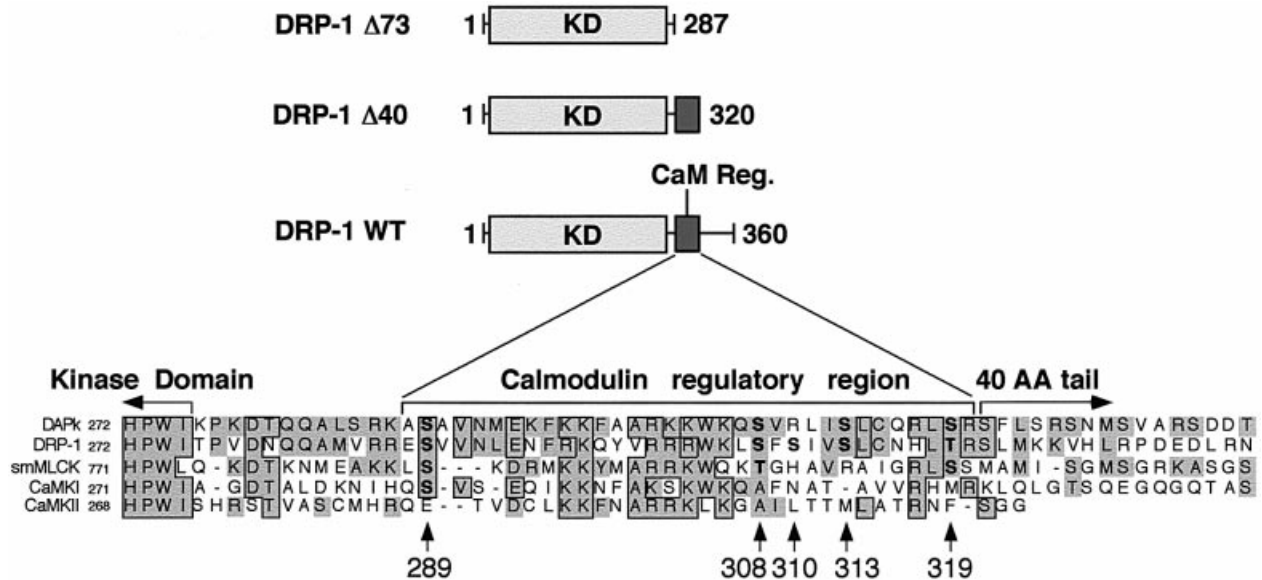 DRP-1 Δ73 1 KD 287
DRP-1 Δ40 1 KD 320
CaM Reg.
DRP-1 WT 1 KD 360
Kinase Domain Calmodulin regulatory region 40 AA tail
DAPk 272 HPWIKPKDTQQALSRKASAVNMEKFKKFAARKKWKQSVRLISLCQRLSRSFLSRSNMSVARSDDT
DRP-1 272 HPWITPVDNQQAMVRRESVVNLENFRKQYVRRRWKLSFSIVSLCNHLTRSLMKKVHLRPDEDLRN
smMLCK 771 HPWLQ-KDTKNMEAKKLS---KDRMKKYMARRKWQKTGHAVRAIGRLSSMAMI-SGMSGRKASGS
CaMKI 271 HPWIA-GDTALDKNIHQS-VS-EQIKKNFAKSKWKQAFNAT-AVVRHMRKLQLGTSQEGQGQTAS
CaMKII 268 HPWISHRSTVASCMHRQE--TVDCLKKFNARRKLKGAILTTMLATRNF-SGG
289 308 310 313 319